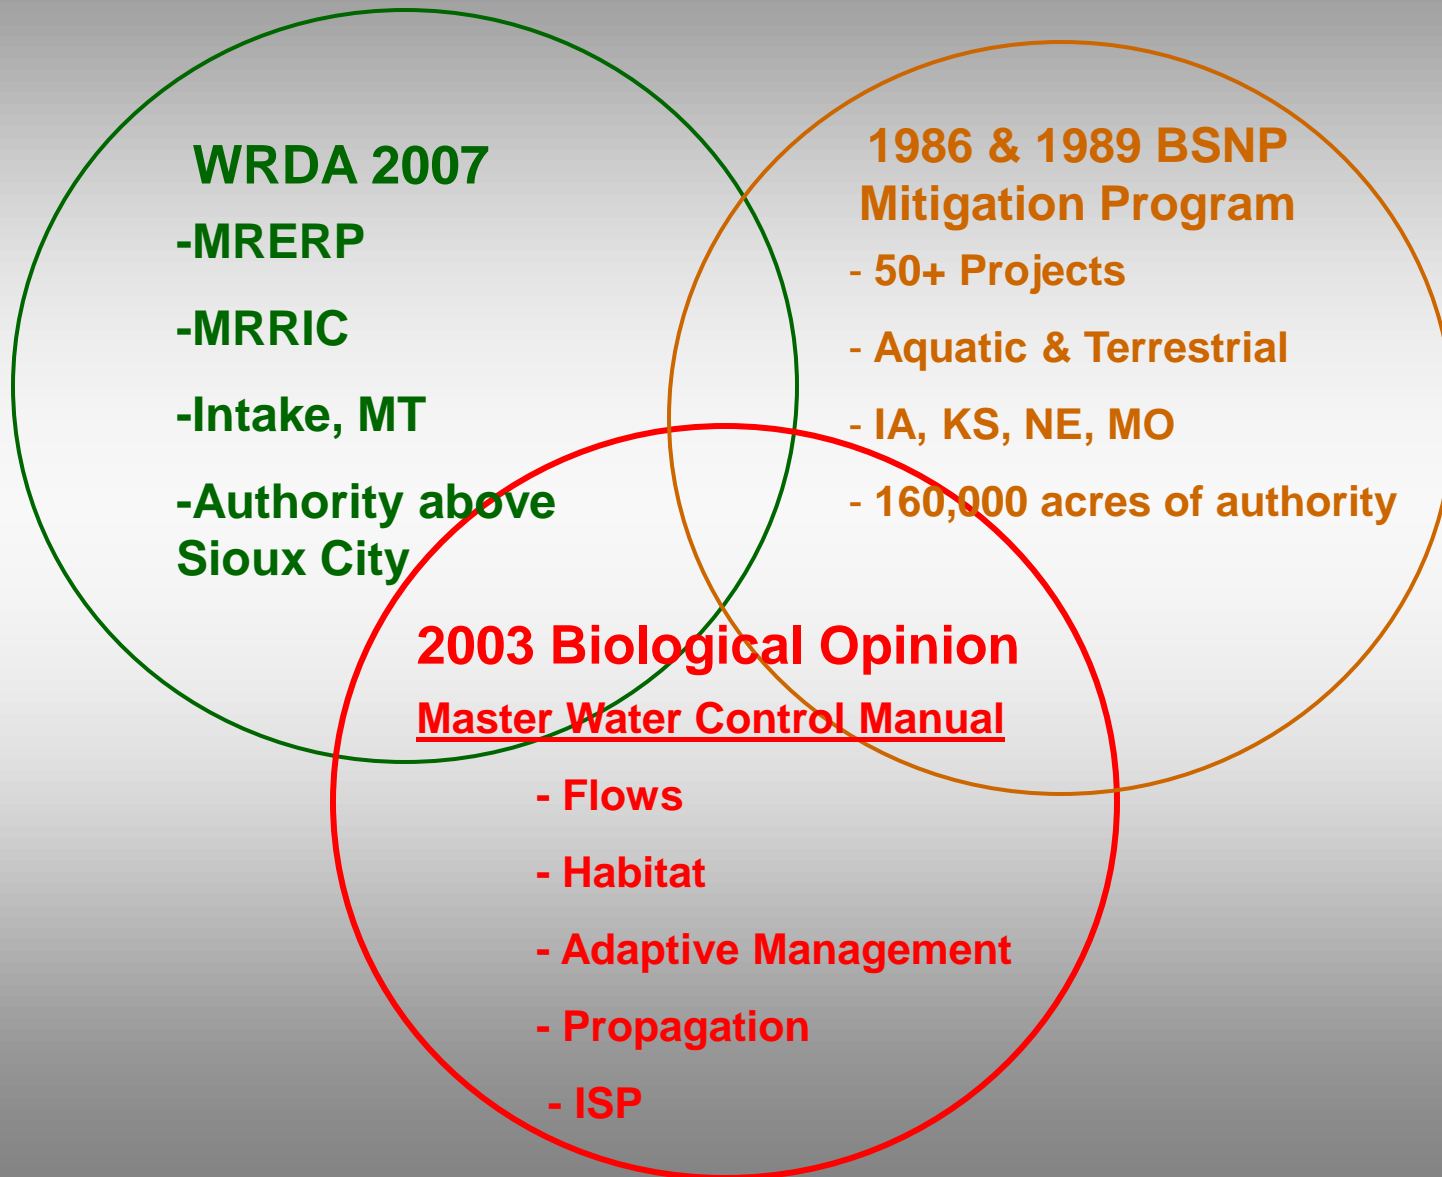 WRDA 2007
-MRERP
-MRRIC
-Intake, MT
-Authority above
Sioux City
1986 & 1989 BSNP
Mitigation Program
- 50+ Projects
- Aquatic & Terrestrial
- IA, KS, NE, MO
- 160,000 acres of authority
2003 Biological Opinion
Master Water Control Manual
- Flows
- Habitat
- Adaptive Management
- Propagation
- ISP